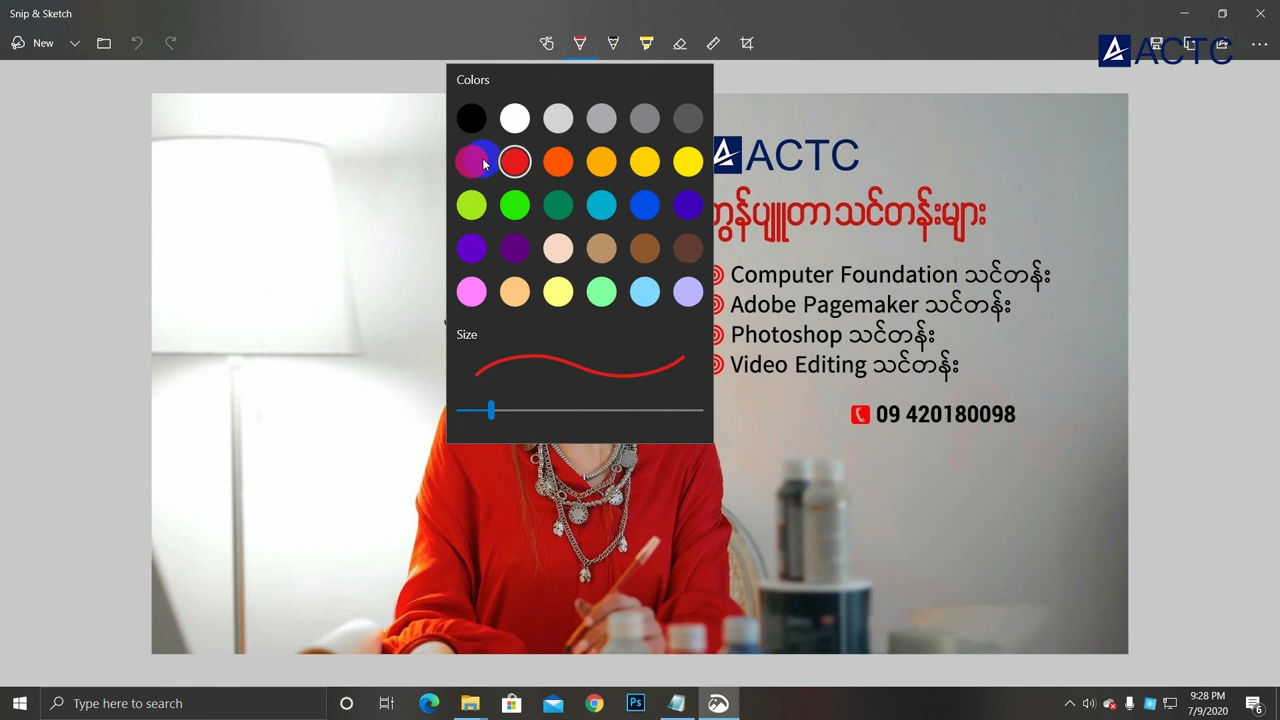 Snip & Sketch
New
ACTC
Colors
ACTC
ကွန်ပျူတာသင်တန်းများ
Computer Foundation သင်တန်း
Adobe Pagemaker သင်တန်း
Photoshop သင်တန်း
Size
Video Editing သင်တန်း
09 420180098
Type here to search
Ps
9:28 PM
7/9/2020
6